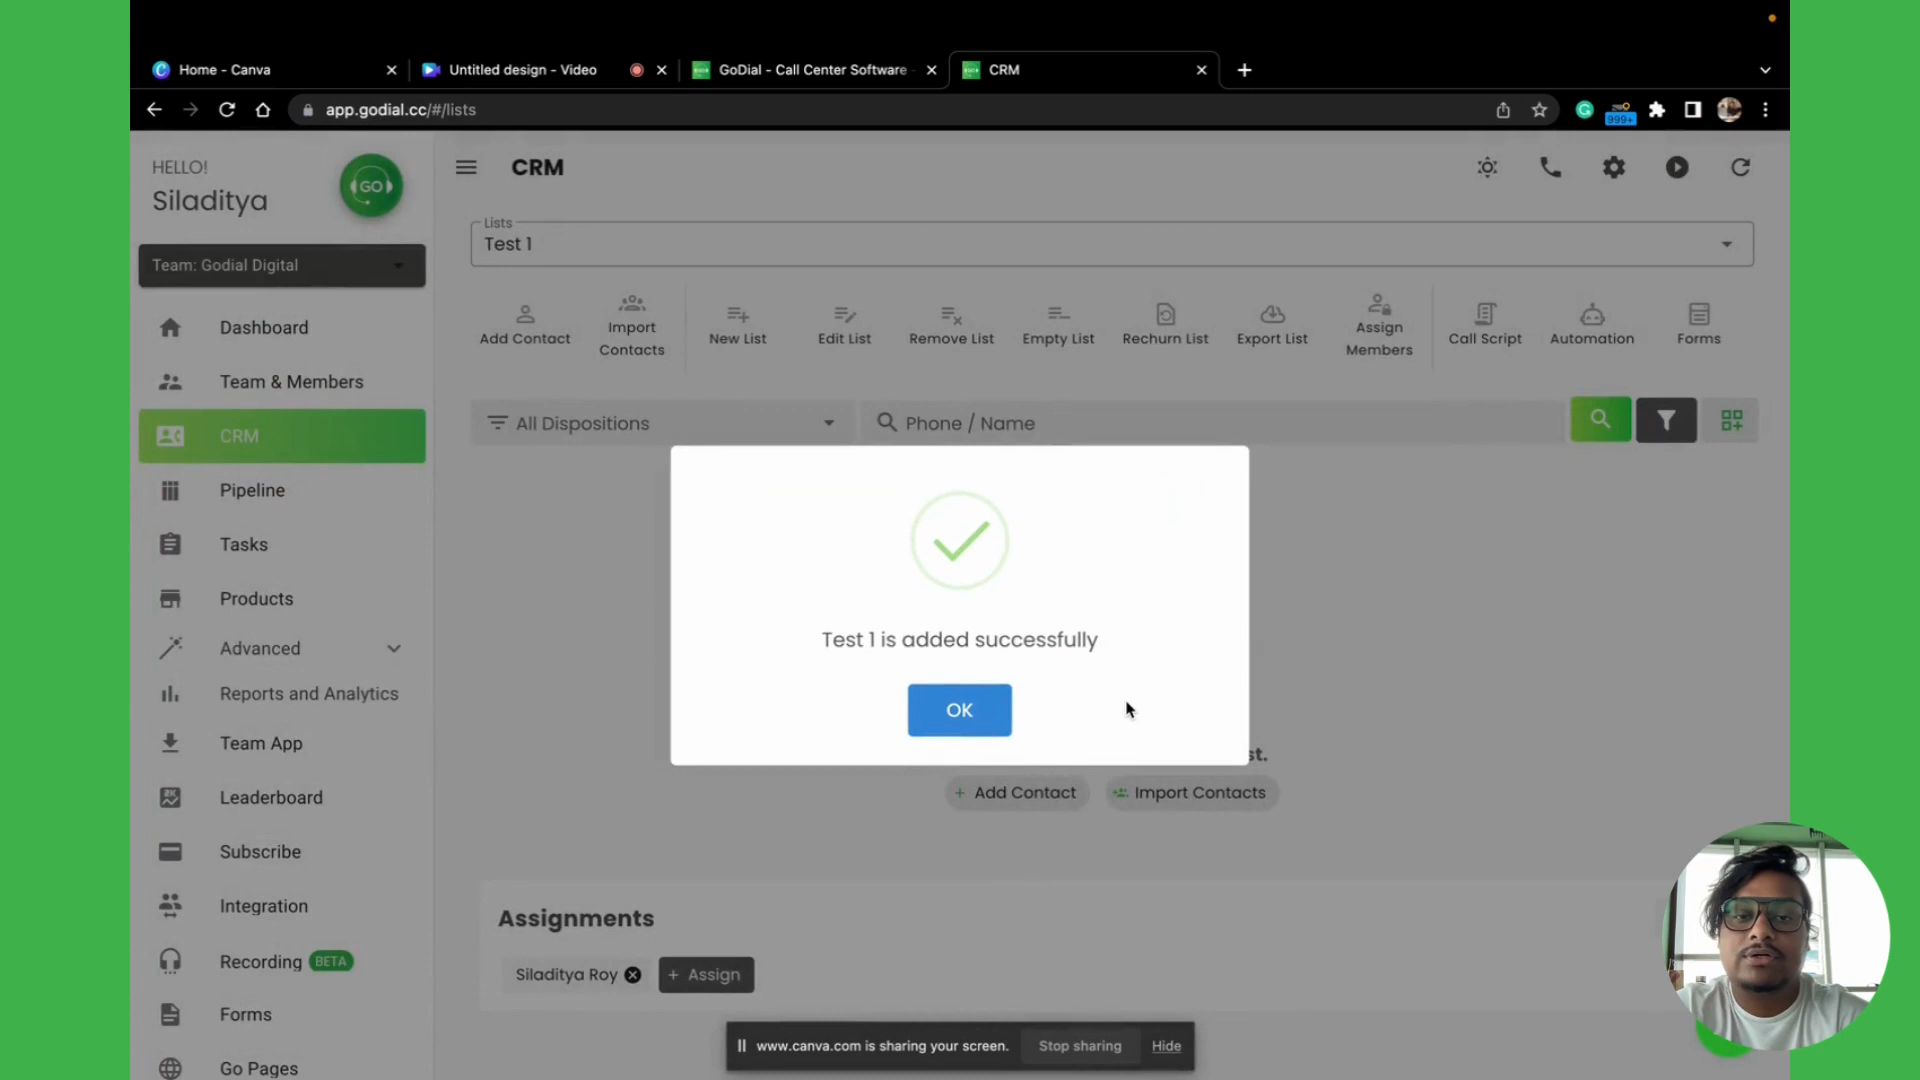 Home - Canva
Untitled design - Video
GoDial - Call Center Software
CRM
app.godial.cc/#/lists
999+
HELLO!
Siladitya
GO
CRM
Team: Godial Digital
Lists
Test 1
Add Contact
Import
Contacts
New List
Edit List
Remove List
Empty List
Rechurn List
Export List
Assign
Members
Call Script
Automation
Forms
All Dispositions
Phone / Name
Dashboard
Team & Members
CRM
Pipeline
Tasks
Products
Advanced
Reports and Analytics
Team App
Leaderboard
Subscribe
Integration
Recording BETA
Forms
Go Pages
Test 1 is added successfully
OK
st.
+ Add Contact
Import Contacts
Assignments
Siladitya Roy
+ Assign
www.canva.com is sharing your screen.
Stop sharing
Hide